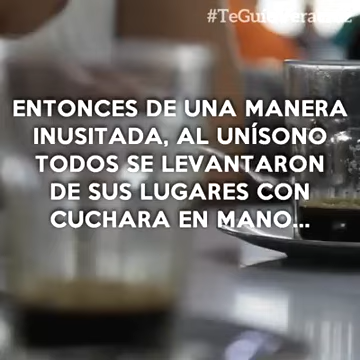 ENTONCES DE UNA MANERA
INUSITADA, AL UNÍSONO
TODOS SE LEVANTARON
DE SUS LUGARES CON
CUCHARA EN MANO...